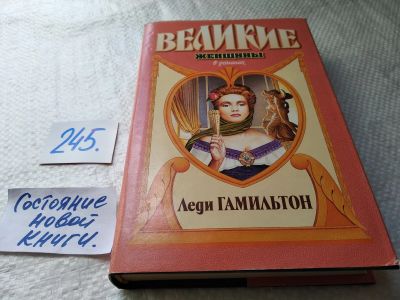 ВЕЛИКИЕ
ЖЕНЩИНЫ
в романах
Леди ГАМИЛЬТОН
245.
Состояние
новой
книги.